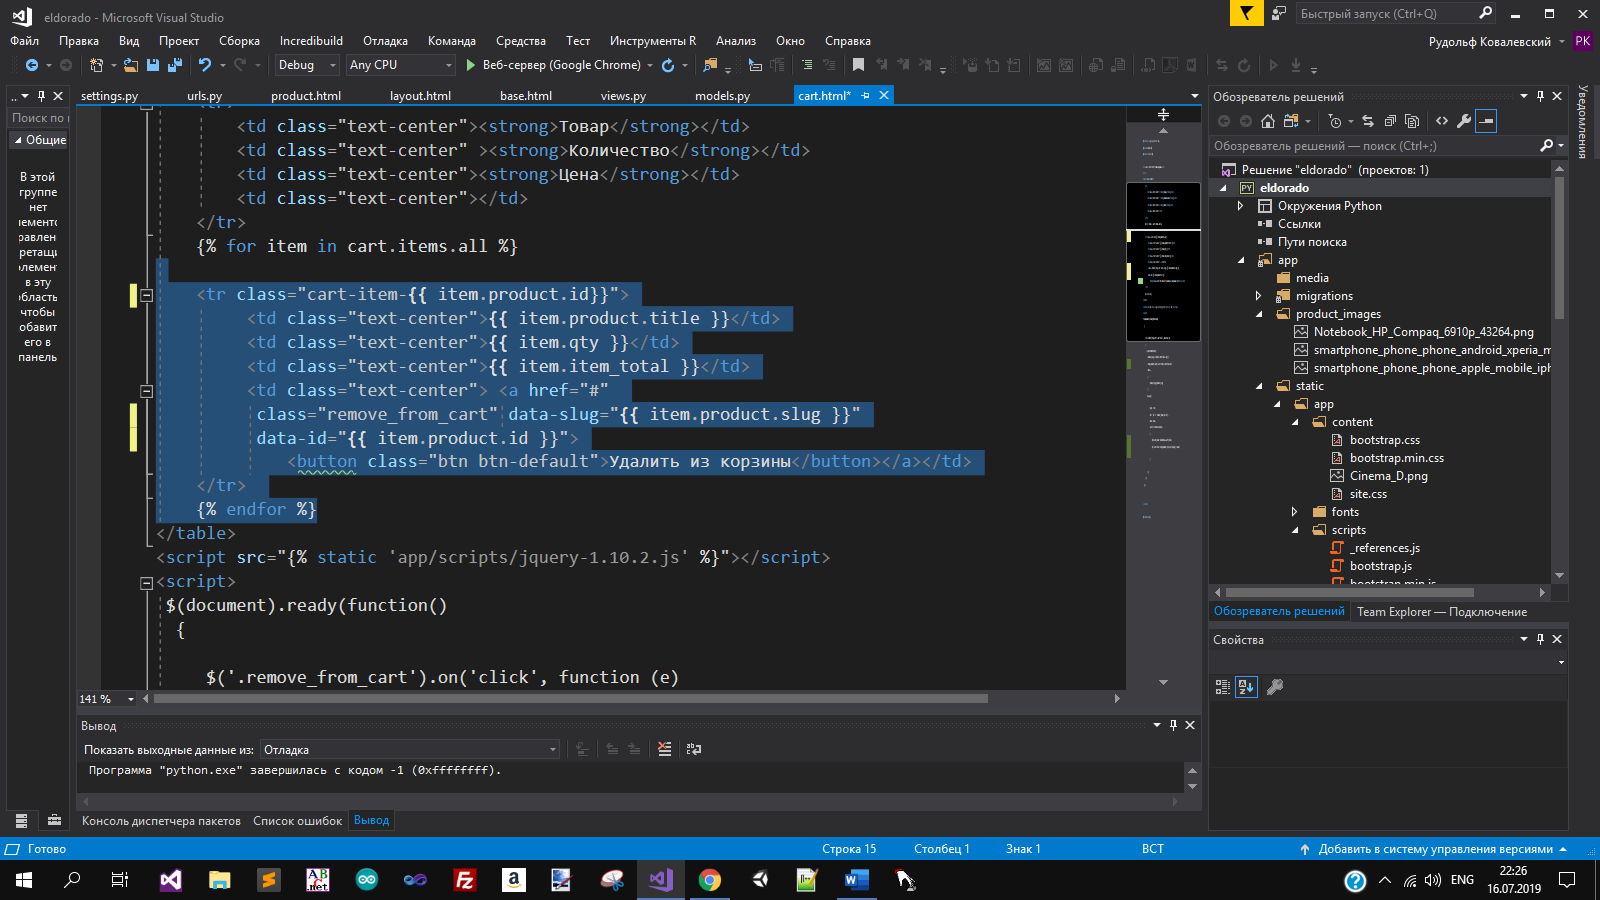 eldorado - Microsoft Visual Studio
Быстрый запуск (Ctrl+Q)
Файл Правка Вид Проект Сборка Incredibuild Отладка Команда Средства Тест Инструменты R Анализ Окно Справка
Рудольф Ковалевский РК
Debug Any CPU Веб-сервер (Google Chrome)
settings.py urls.py product.html layout.html base.html views.py models.py cart.html*
Поиск по
Общие
В этой
группе
нет
в эту
чтобы
его в
панель
<td class="text-center"><strong>Товар</strong></td>
<td class="text-center" ><strong>Количество</strong></td>
<td class="text-center"><strong>Цена</strong></td>
<td class="text-center"></td>
</tr>
{% for item in cart.items.all %}
<tr class="cart-item-{{ item.product.id}}">
<td class="text-center">{{ item.product.title }}</td>
<td class="text-center">{{ item.qty }}</td>
<td class="text-center">{{ item.item_total }}</td>
<td class="text-center"> <a href="#"
class="remove_from_cart" data-slug="{{ item.product.slug }}"
data-id="{{ item.product.id }}">
<button class="btn btn-default">Удалить из корзины</button></a></td>
</tr>
{% endfor %}
</table>
<script src="{% static 'app/scripts/jquery-1.10.2.js' %}"></script>
<script>
$(document).ready(function()
{
$('.remove_from_cart').on('click', function (e)
141 %
Вывод
Показать выходные данные из: Отладка
Программа "python.exe" завершилась с кодом -1 (0xffffffff).
Консоль диспетчера пакетов Список ошибок Вывод
Обозреватель решений
Обозреватель решений — поиск (Ctrl+;)
Решение "eldorado" (проектов: 1)
PY eldorado
Окружения Python
Ссылки
Пути поиска
app
media
migrations
product_images
Notebook_HP_Compaq_6910p_43264.png
smartphone_phone_phone_android_xperia_m
smartphone_phone_phone_apple_mobile_iph
static
app
content
bootstrap.css
bootstrap.min.css
Cinema_D.png
site.css
fonts
scripts
_references.js
bootstrap.js
bootstrap.min.js
Обозреватель решений Team Explorer — Подключение
Свойства
Уведомления
Готово Строка 15 Столбец 1 Знак 1 ВСТ Добавить в систему управления версиями
ENG
22:26
16.07.2019